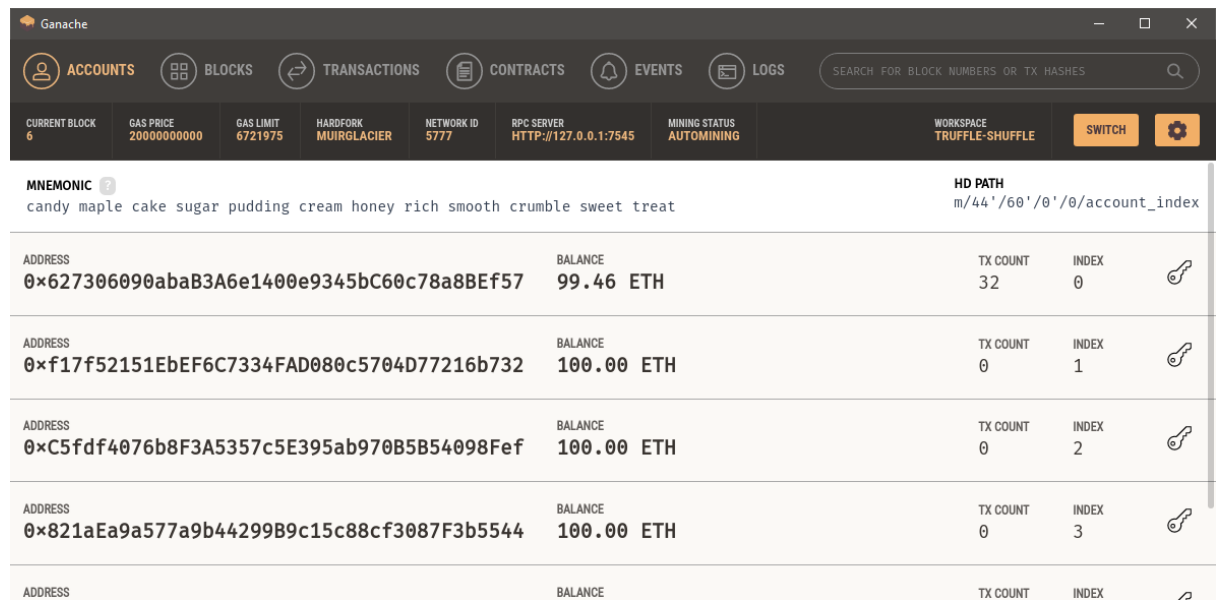 Ganache
ACCOUNTS BLOCKS TRANSACTIONS CONTRACTS EVENTS LOGS SEARCH FOR BLOCK NUMBERS OR TX HASHES
CURRENT BLOCK GAS PRICE GAS LIMIT HARDFORK NETWORK ID RPC SERVER MINING STATUS WORKSPACE
6 20000000000 6721975 MUIRGLACIER 5777 HTTP://127.0.0.1:7545 AUTOMINING TRUFFLE-SHUFFLE SWITCH
MNEMONIC ? HD PATH
candy maple cake sugar pudding cream honey rich smooth crumble sweet treat m/44'/60'/0'/0/account_index
ADDRESS BALANCE TX COUNT INDEX
0×627306090abaB3A6e1400e9345bC60c78a8BEf57 99.46 ETH 32 0
ADDRESS BALANCE TX COUNT INDEX
0×f17f52151EbEF6C7334FAD080c5704D77216b732 100.00 ETH 0 1
ADDRESS BALANCE TX COUNT INDEX
0×C5fdf4076b8F3A5357c5E395ab970B5B54098Fef 100.00 ETH 0 2
ADDRESS BALANCE TX COUNT INDEX
0×821aEa9a577a9b44299B9c15c88cf3087F3b5544 100.00 ETH 0 3
ADDRESS BALANCE TX COUNT INDEX